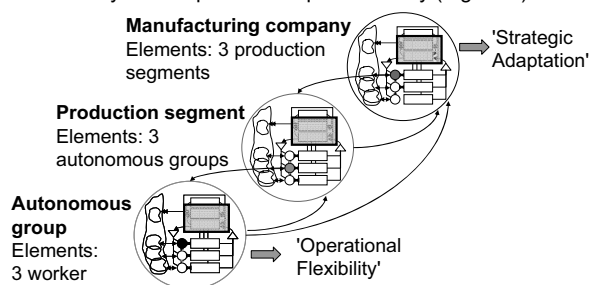 Manufacturing company
Elements: 3 production
segments
'Strategic
Adaptation'
Production segment
Elements: 3
autonomous groups
Autonomous
group
Elements:
3 worker
'Operational
Flexibility'